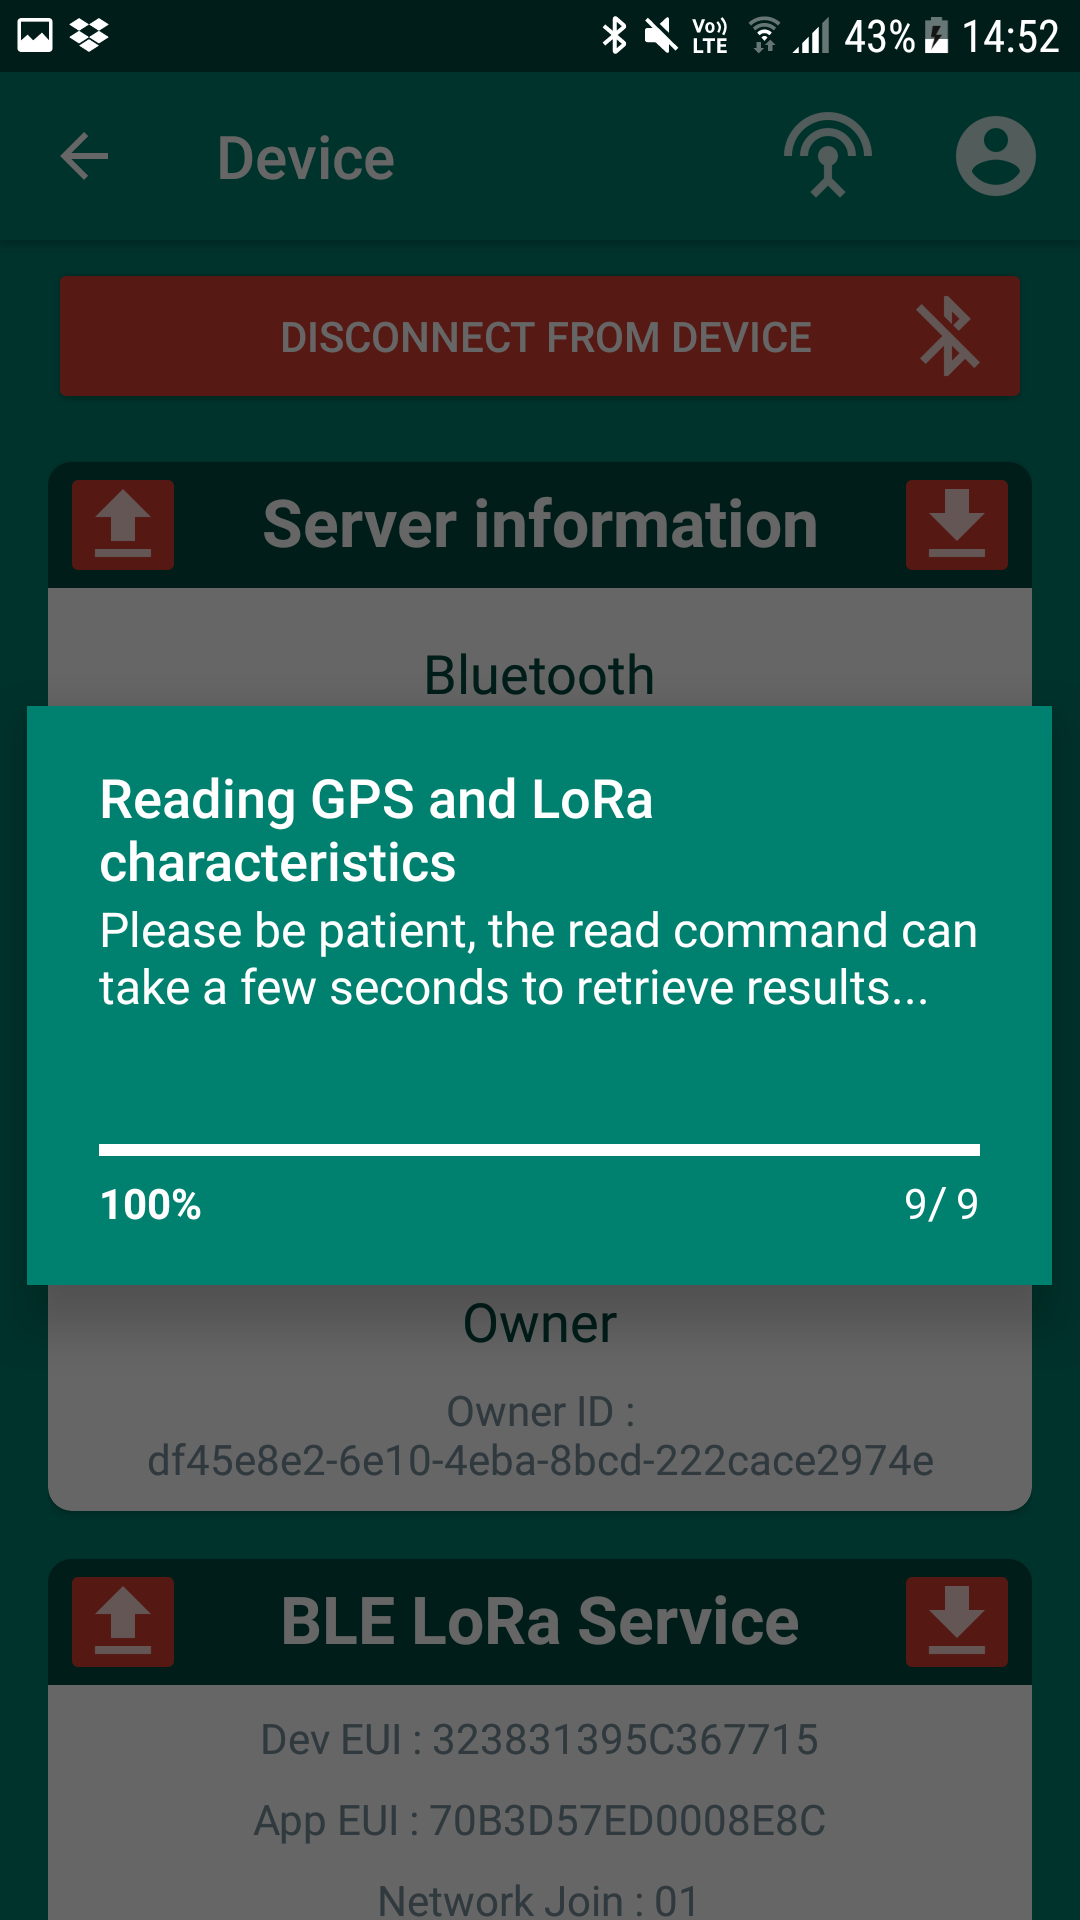 Vo))
LTE
43%
14:52
Device
DISCONNECT FROM DEVICE
Server information
Bluetooth
Reading GPS and LoRa
characteristics
Please be patient, the read command can
take a few seconds to retrieve results...
100%
9/ 9
Owner
Owner ID :
df45e8e2-6e10-4eba-8bcd-222cace2974e
BLE LoRa Service
Dev EUI : 323831395C367715
App EUI : 70B3D57ED0008E8C
Network Join : 01